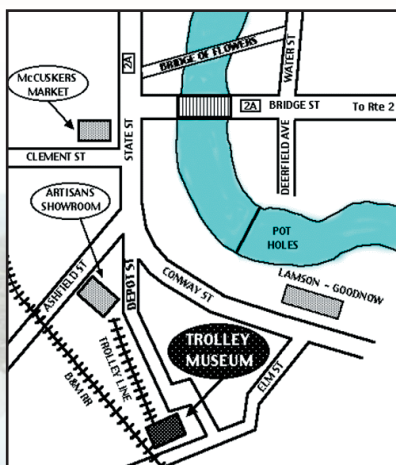 2A
BRIDGE OF FLOWERS
WATER ST
McCUSKERS
MARKET
2A
BRIDGE ST
To Rte 2
STATE ST
CLEMENT ST
DEERFIELD AVE
ARTISANS
SHOWROOM
POT
HOLES
ASHFIELD ST
DEPOT ST
CONWAY ST
LAMSON - GOODNOW
TROLLEY LINE
TROLLEY
MUSEUM
B&M RR
ELM ST